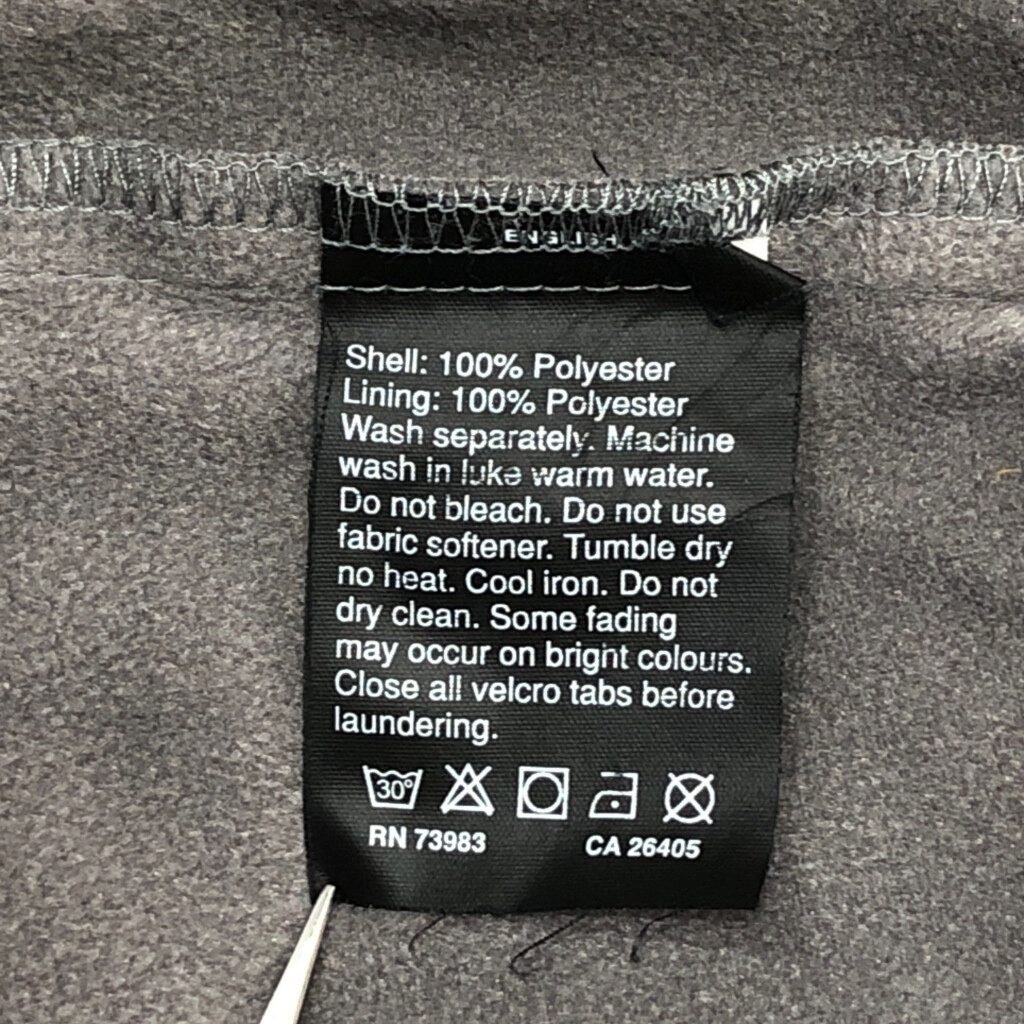 ENGLISH
Shell: 100% Polyester
Lining: 100% Polyester
Wash separately. Machine
wash in luke warm water.
Do not bleach. Do not use
fabric softener. Tumble dry
no heat. Cool iron. Do not
dry clean. Some fading
may occur on bright colours.
Close all velcro tabs before
laundering.
30°
RN 73983 CA 26405